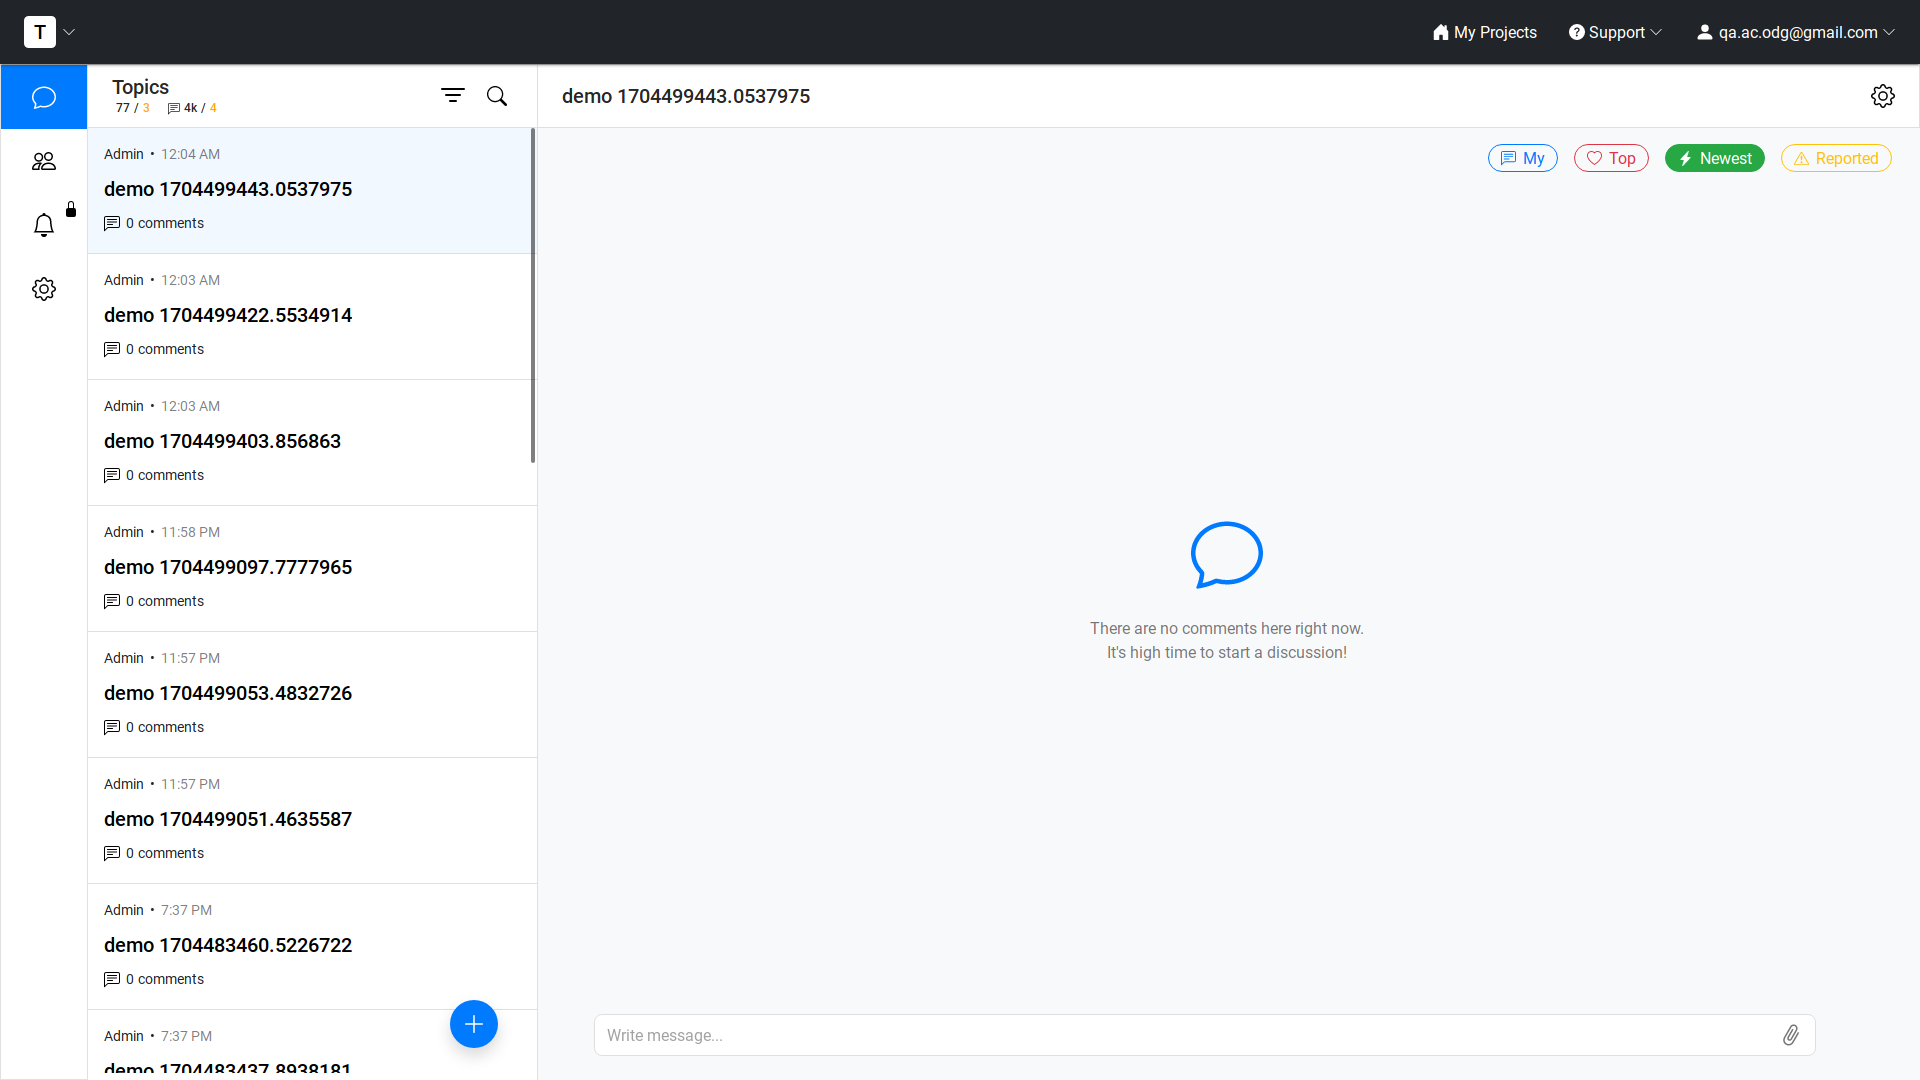 T
My Projects
Support
qa.ac.odg@gmail.com
Topics
77 / 3 4k / 4
demo 1704499443.0537975
Admin • 12:04 AM
demo 1704499443.0537975
0 comments
Admin • 12:03 AM
demo 1704499422.5534914
0 comments
Admin • 12:03 AM
demo 1704499403.856863
0 comments
Admin • 11:58 PM
demo 1704499097.7777965
0 comments
Admin • 11:57 PM
demo 1704499053.4832726
0 comments
Admin • 11:57 PM
demo 1704499051.4635587
0 comments
Admin • 7:37 PM
demo 1704483460.5226722
0 comments
Admin • 7:37 PM
demo 1704483437.8938181
My
Top
Newest
Reported
There are no comments here right now.
It's high time to start a discussion!
Write message...